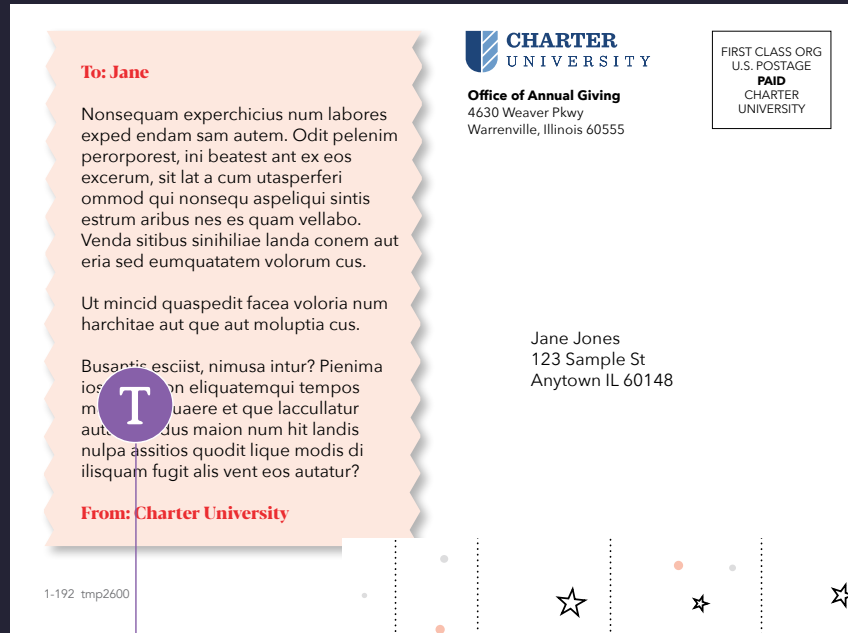 To: Jane
Nonsequam experchicius num labores
exped endam sam autem. Odit pelenim
perorporest, ini beatest ant ex eos
excerum, sit lat a cum utasperferi
ommod qui nonsequ aspeliqui sintis
estrum aribus nes es quam vellabo.
Venda sitibus sinihiliae landa conem aut
eria sed eumquatatem volorum cus.
Ut mincid quaspedit facea voloria num
harchitae aut que aut moluptia cus.
Busantis esciist, nimusa intur? Pienima
eliquatemqui tempos
et que laccullatur
maion num hit landis
nulpa assitios quodit lique modis di
ilisquam fugit alis vent eos autatur?
From: Charter University
T
1-192 tmp2600
CHARTER
UNIVERSITY
Office of Annual Giving
4630 Weaver Pkwy
Warrenville, Illinois 60555
FIRST CLASS ORG
U.S. POSTAGE
PAID
CHARTER
UNIVERSITY
Jane Jones
123 Sample St
Anytown IL 60148